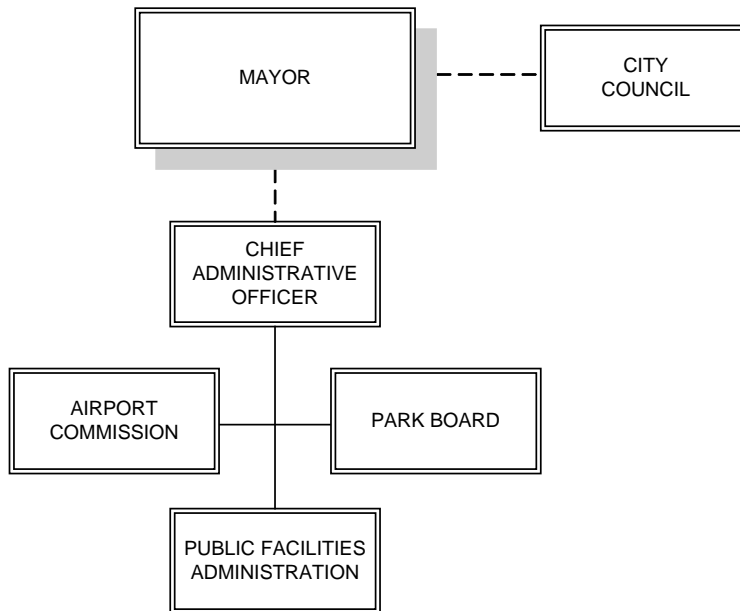 MAYOR
CITY
COUNCIL
CHIEF
ADMINISTRATIVE
OFFICER
AIRPORT
COMMISSION
PARK BOARD
PUBLIC FACILITIES
ADMINISTRATION